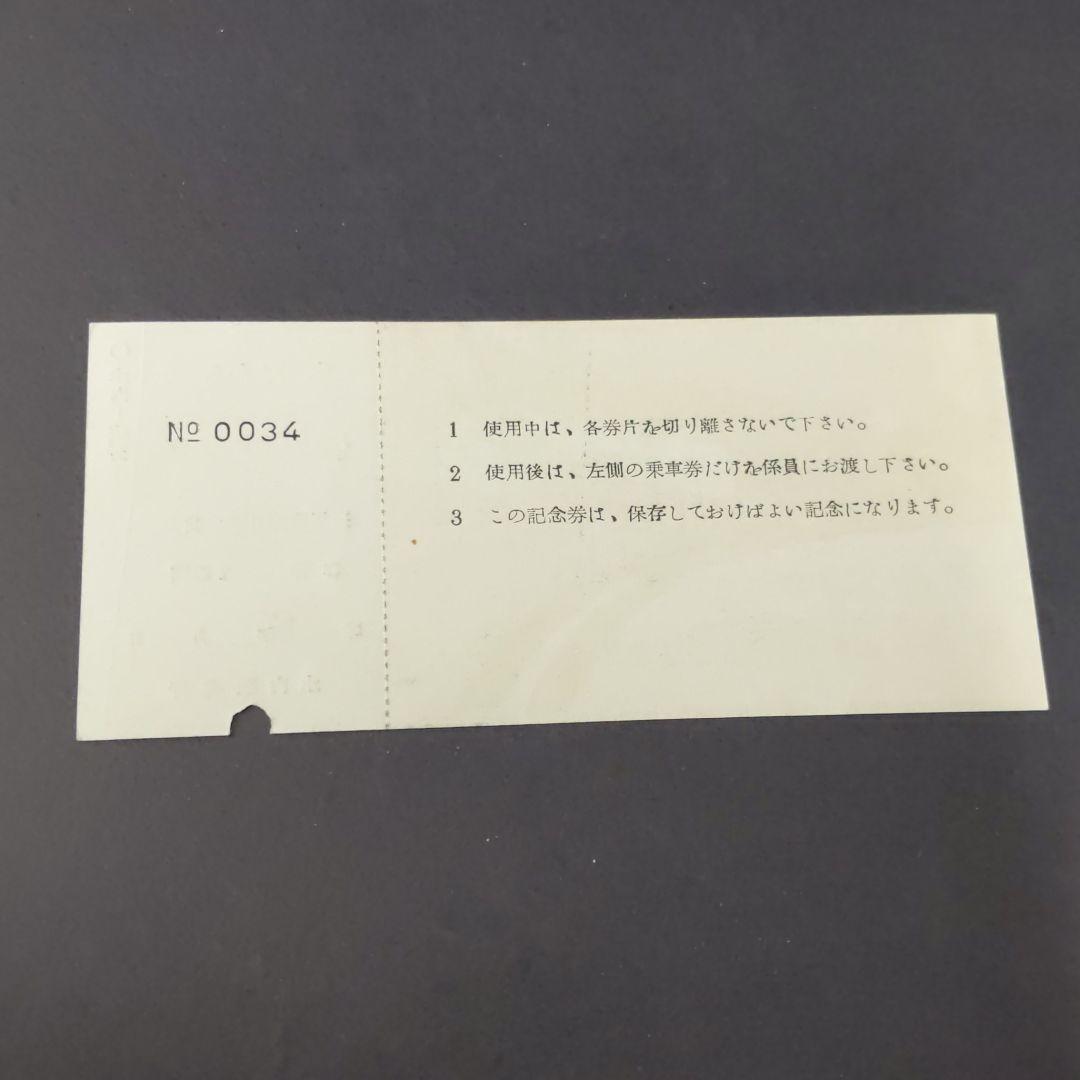 № 0034
1 使用中は、各券片を切り離さないで下さい。
2 使用後は、左側の乗車券だけを係員にお渡し下さい。
3 この記念券は、保存しておけばよい記念になります。